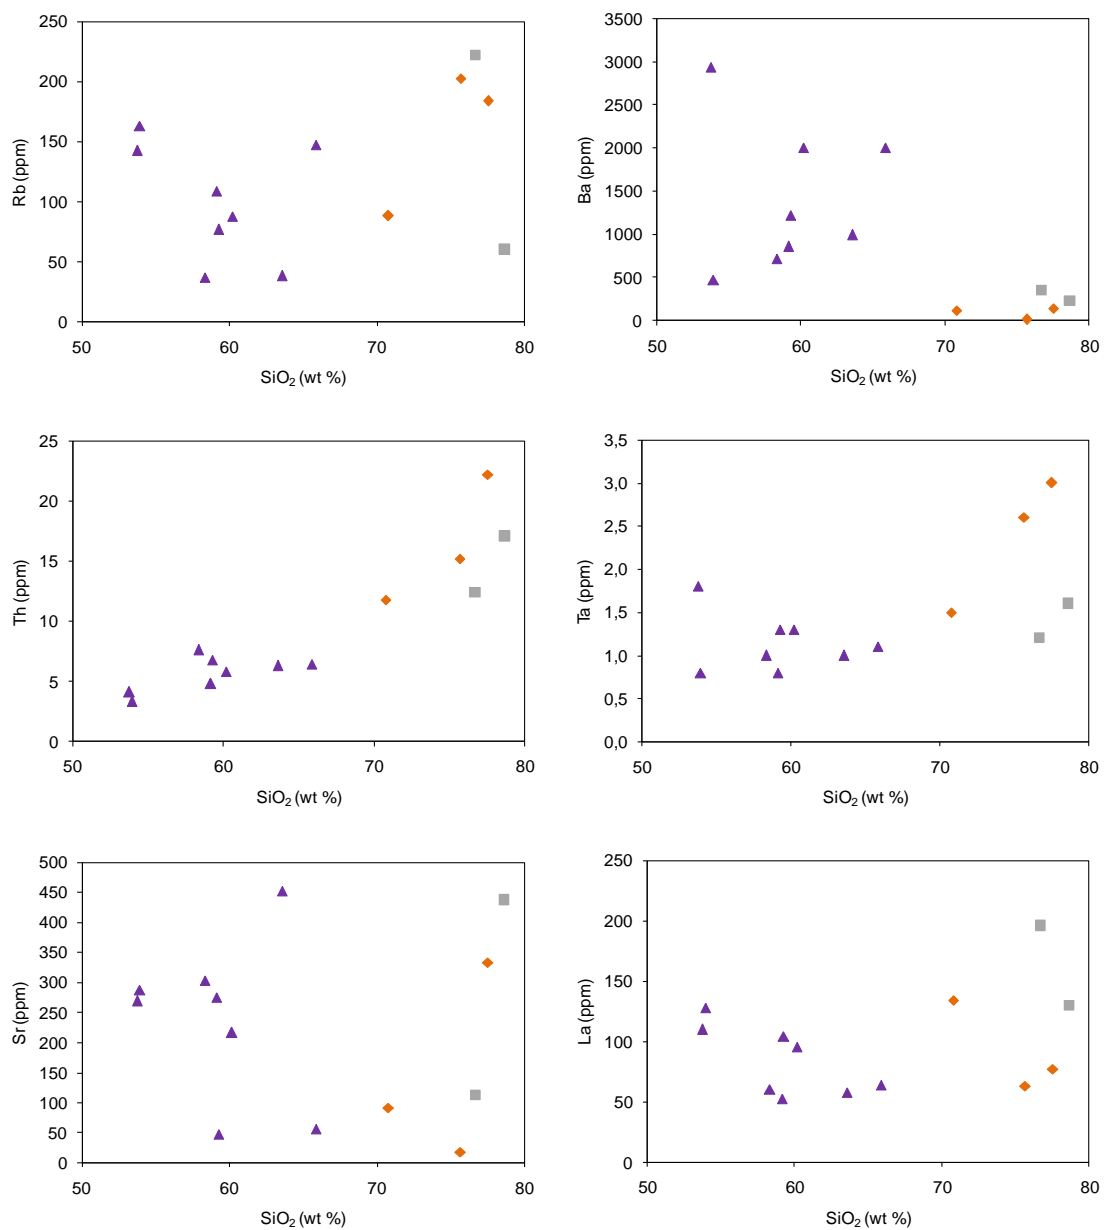 250
200
150
100
50
0
Rb (ppm)
50 60 70 80
SiO₂ (wt %)
3500
3000
2500
2000
1500
1000
500
0
Ba (ppm)
50 60 70 80
SiO₂ (wt %)
25
20
15
10
5
0
Th (ppm)
50 60 70 80
SiO₂ (wt %)
3,5
3,0
2,5
2,0
1,5
1,0
0,5
0,0
Ta (ppm)
50 60 70 80
SiO₂ (wt %)
500
450
400
350
300
250
200
150
100
50
0
Sr (ppm)
50 60 70 80
SiO₂ (wt %)
250
200
150
100
50
0
La (ppm)
50 60 70 80
SiO₂ (wt %)